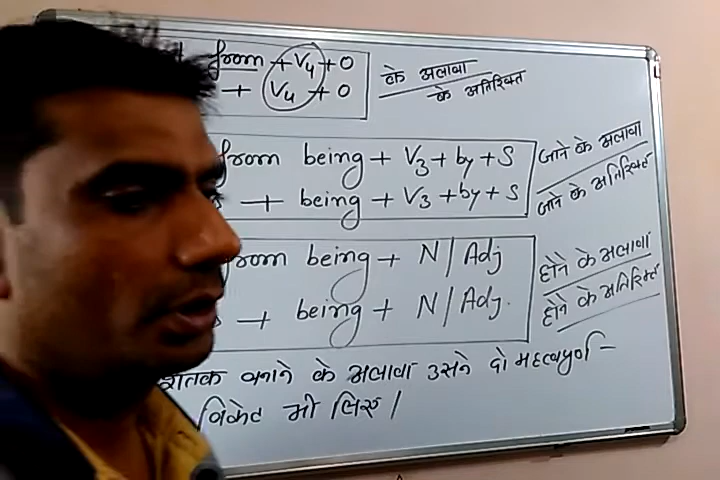 from + V4 + O
+ V4 + O
के अलावा
के अतिरिक्त
from being + V3 + by + S
+ being + V3 + by + S
जाने के अलावा
जाने के अतिरिक्त
from being + N / Adj
+ being + N / Adj.
होने के अलावा
होने के अतिरिक्त
शतक बनाने के अलावा उसने दो महत्वपूर्ण –
विकेट भी लिए ।